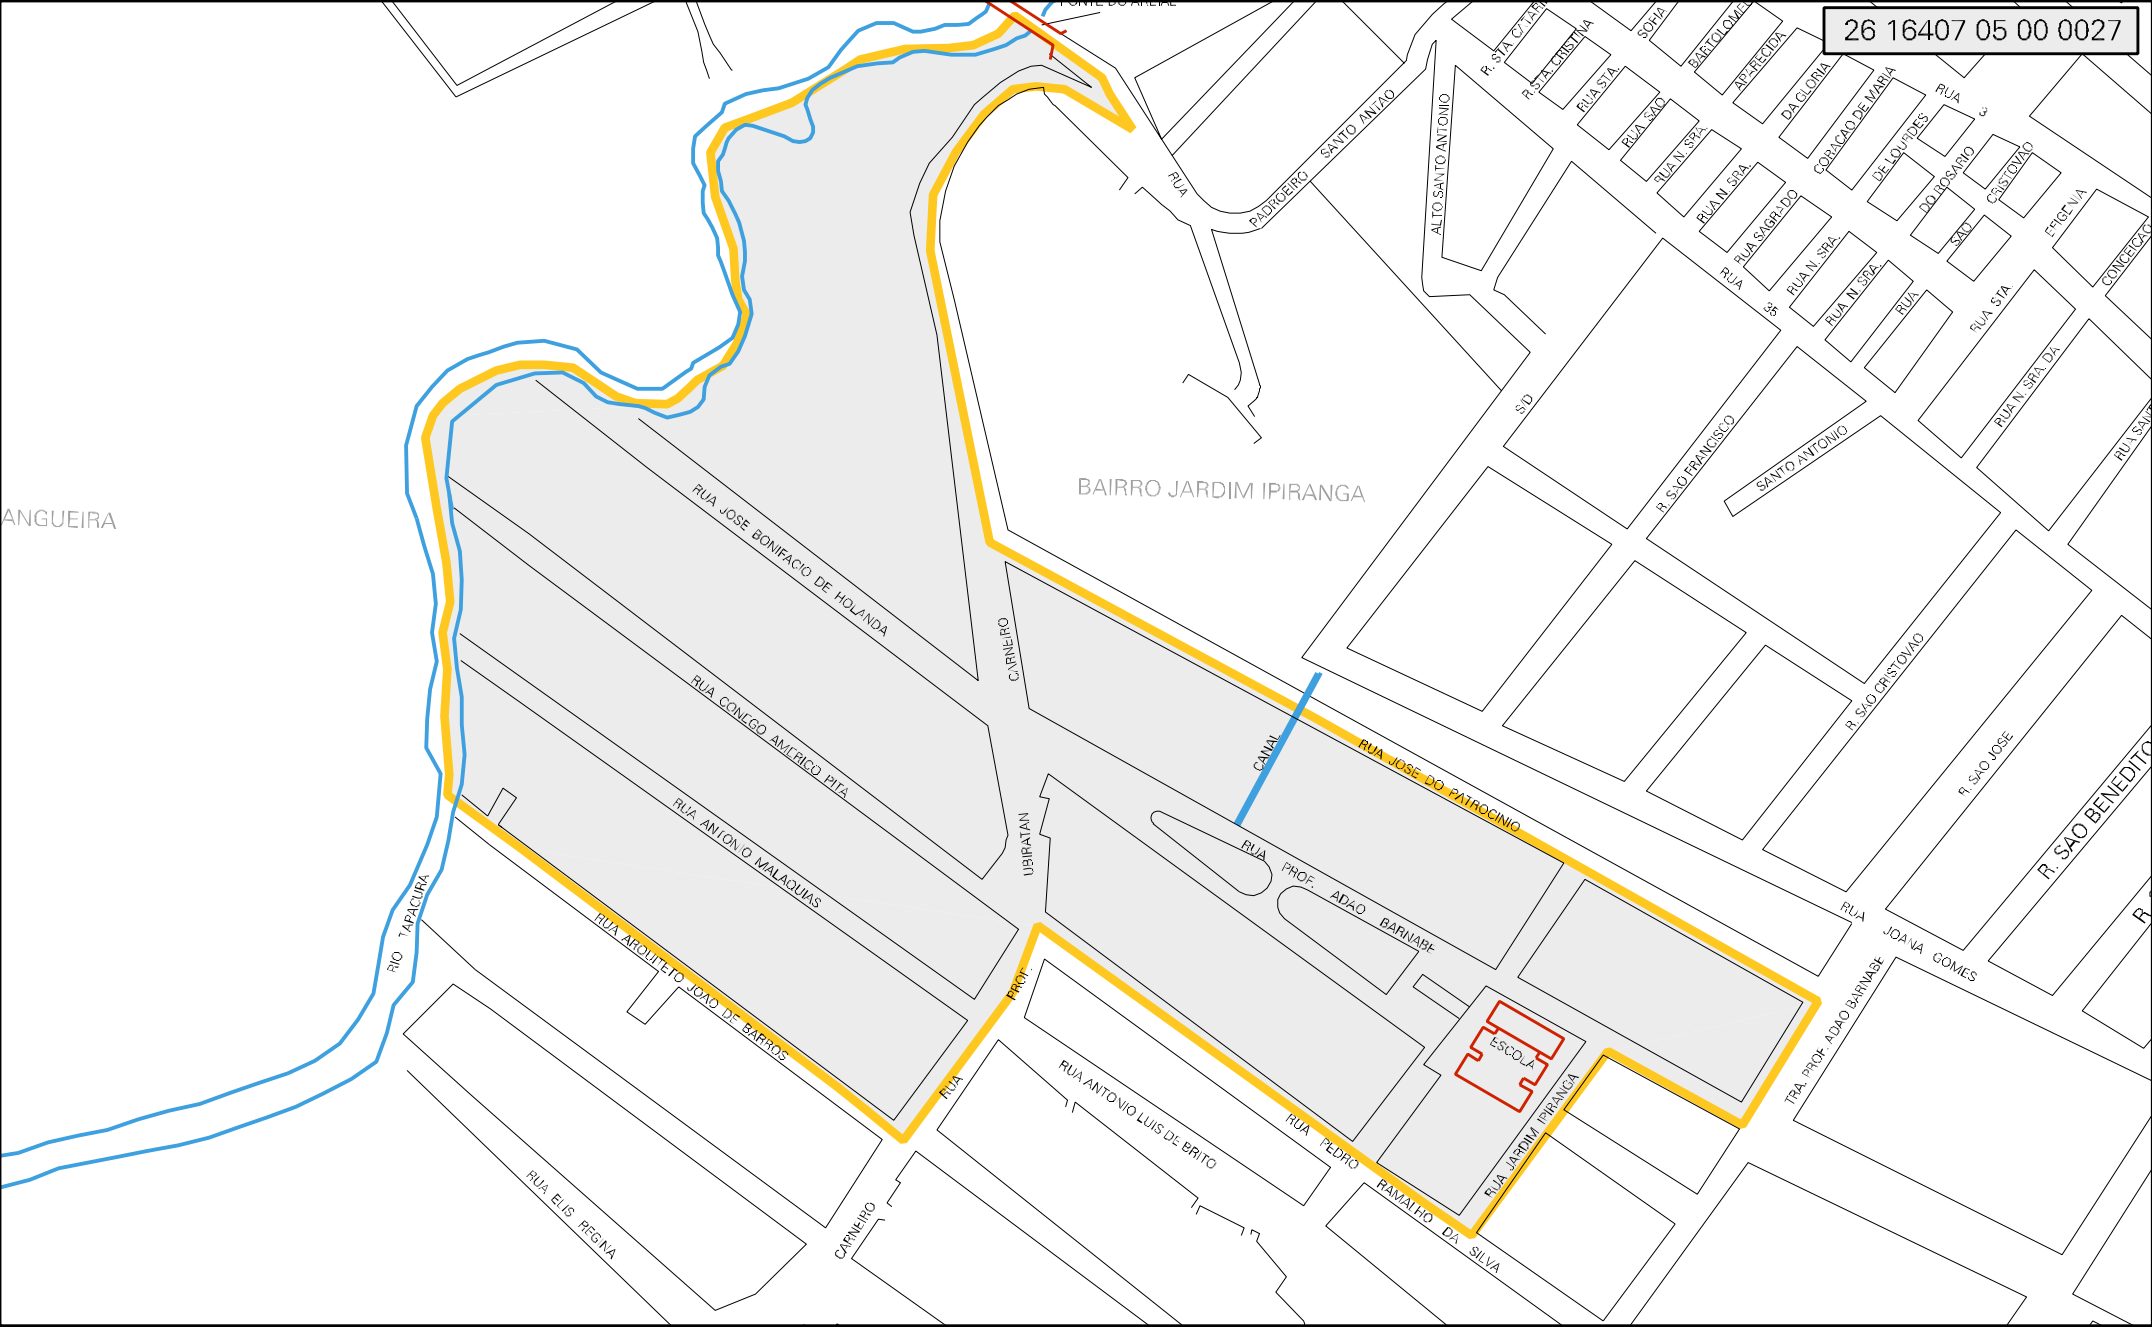 PONTE DO AREIAL
26 16407 05 00 0027
R. STA. CATARINA
R. STA. CRISTINA
RUA STA.
SOFIA
RUA SAO
BARTOLOMEU
RUA N. SRA.
APARECIDA
RUA N. SRA.
DA GLORIA
RUA SAGRADO
CORACAO DE MARIA
RUA N. SRA.
DE LOURDES
RUA N. SRA.
DO ROSARIO
RUA
SAO
CRISTOVAO
RUA 3
RUA STA.
EFIGENIA
RUA N. SRA. DA
CONCEICAO
RUA 35
ALTO SANTO ANTONIO
RUA
PADROEIRO
SANTO ANTAO
S/D
R. SAO FRANCISCO
SANTO ANTONIO
BAIRRO JARDIM IPIRANGA
ANGUEIRA
RUA JOSE BONIFACIO DE HOLANDA
RUA CONEGO AMERICO PITA
RUA ANTONIO MALAQUIAS
RUA ARQUITETO JOAO DE BARROS
RIO TAPACURA
CARNEIRO
UBIRATAN
PROF.
RUA
CARNEIRO
CANAL
RUA JOSE DO PATROCINIO
RUA PROF. ADAO BARNABE
R. SAO CRISTOVAO
R. SAO JOSE
R. SAO BENEDITO
R.
RUA JOANA GOMES
TRA. PROF. ADAO BARNABE
ESCOLA
RUA JARDIM IPIRANGA
RUA PEDRO RAMALHO DA SILVA
RUA ANTONIO LUIS DE BRITO
RUA ELIS REGINA